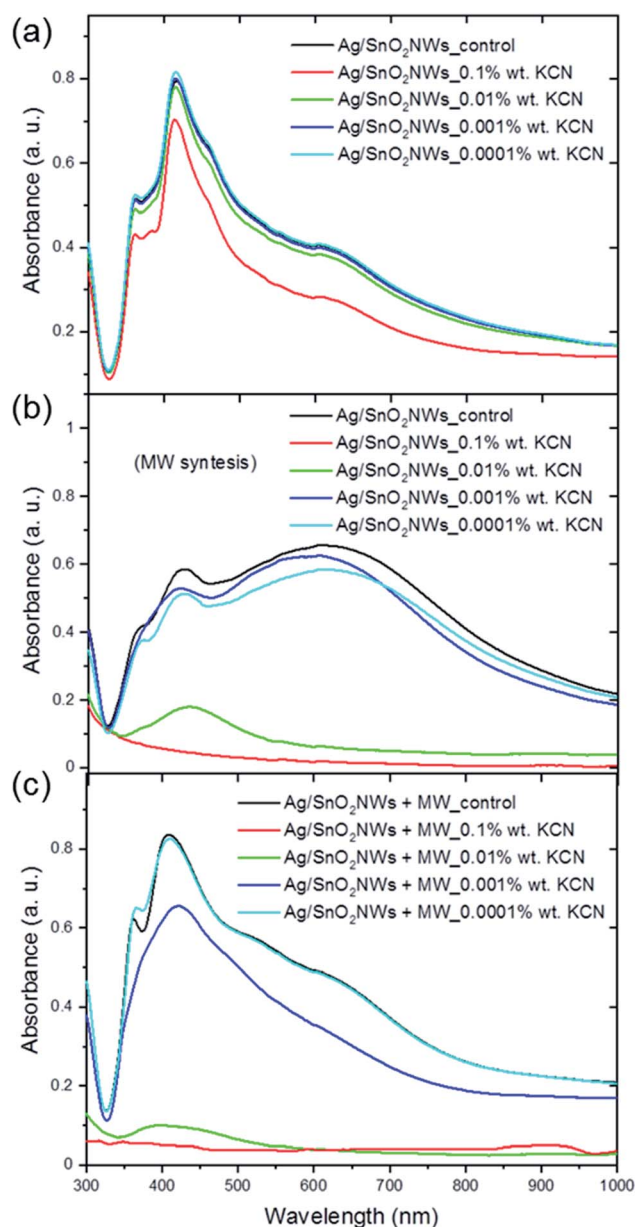 (a)
Ag/SnO₂NWs_control
Ag/SnO₂NWs_0.1% wt. KCN
Ag/SnO₂NWs_0.01% wt. KCN
Ag/SnO₂NWs_0.001% wt. KCN
Ag/SnO₂NWs_0.0001% wt. KCN
0.8
0.6
0.4
0.2
Absorbance (a. u.)
(b)
(MW syntesis)
Ag/SnO₂NWs_control
Ag/SnO₂NWs_0.1% wt. KCN
Ag/SnO₂NWs_0.01% wt. KCN
Ag/SnO₂NWs_0.001% wt. KCN
Ag/SnO₂NWs_0.0001% wt. KCN
1
0.8
0.6
0.4
0.2
0
Absorbance (a. u.)
(c)
Ag/SnO₂NWs + MW_control
Ag/SnO₂NWs + MW_0.1% wt. KCN
Ag/SnO₂NWs + MW_0.01% wt. KCN
Ag/SnO₂NWs + MW_0.001% wt. KCN
Ag/SnO₂NWs + MW_0.0001% wt. KCN
0.8
0.6
0.4
0.2
0
Absorbance (a. u.)
300 400 500 600 700 800 900 1000
Wavelength (nm)